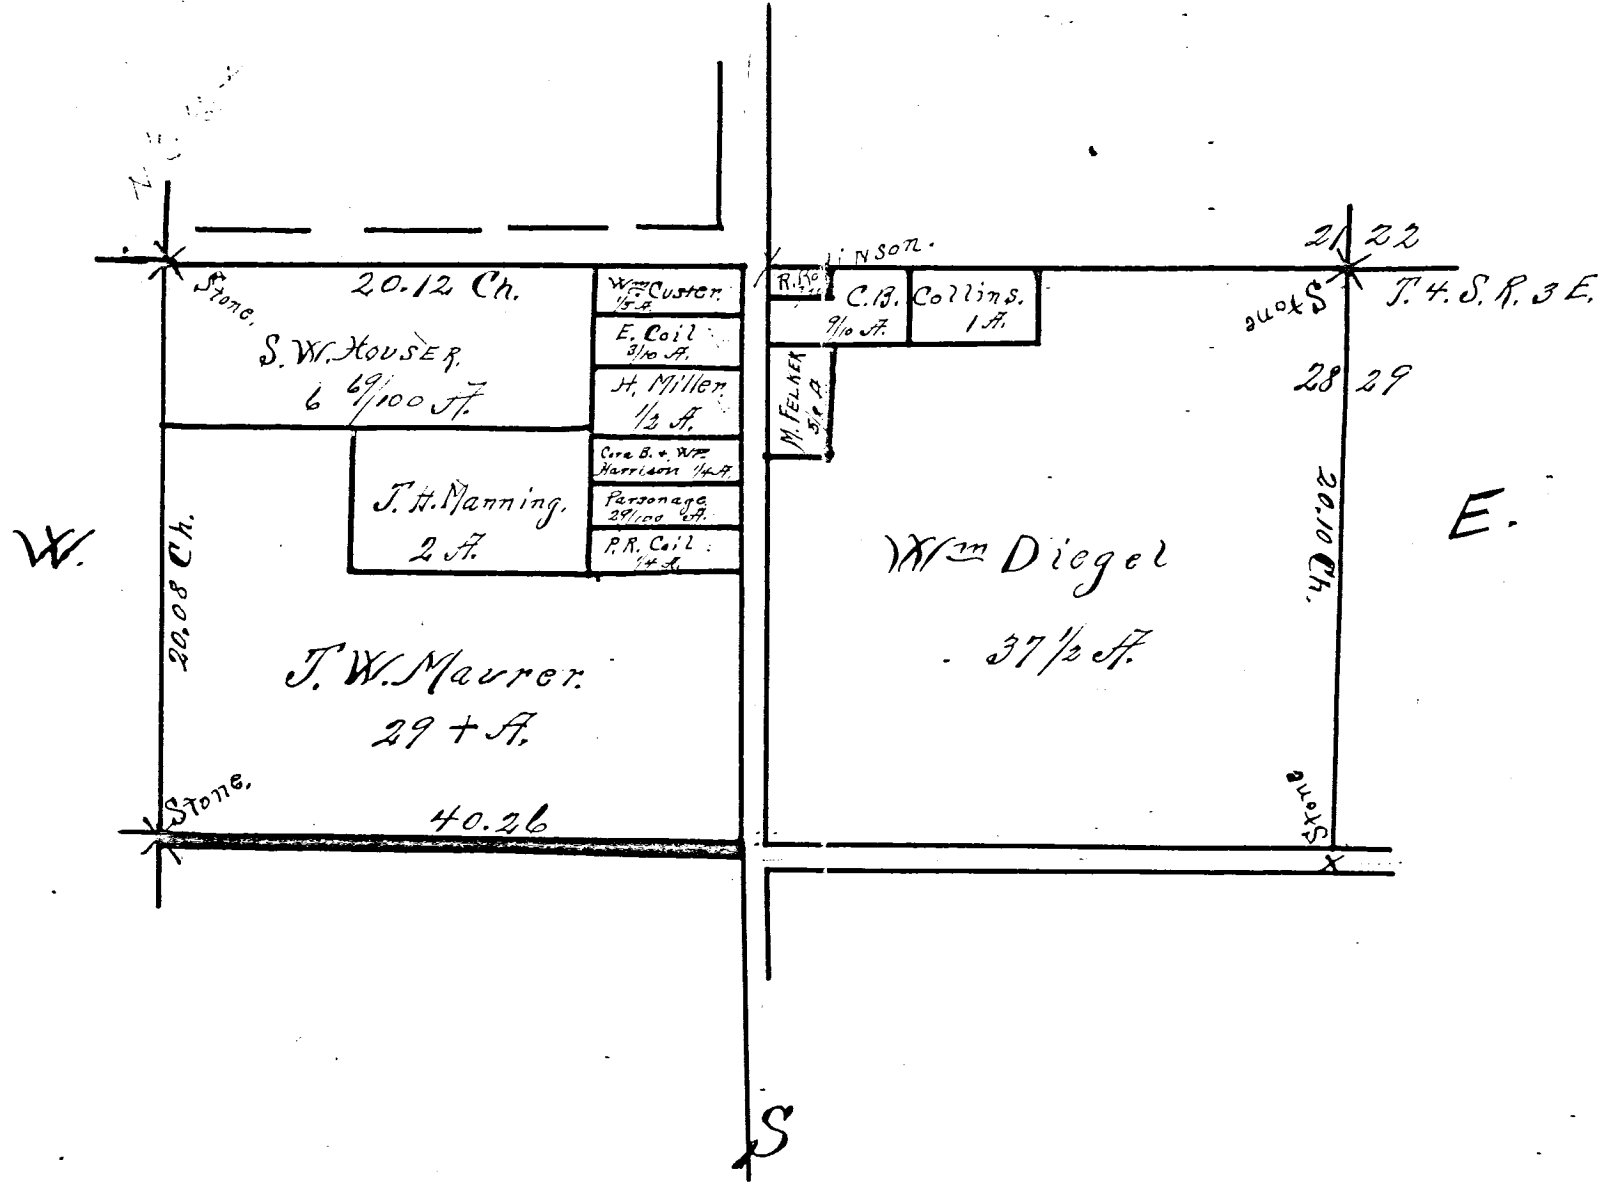 21 22
T. 4. S. R. 3 E.
28 29
Stone.
20.12 Ch.
S. W. HOUSER.
6 69/100 A.
Wm Custer.
1/5 A.
E. Coil
3/10 A.
H. Miller.
1/2 A.
Cora B. + Wm.
Harrison 1/4 A.
Parsonage
29/100 A.
P. R. Coil
1/4 A.
J. H. Manning.
2 A.
R. Ro inson.
C. B. Collins.
9/10 A. 1 A.
M. FELKER
A
Stone
W.
20.08 Ch.
J. W. Maurer.
29 + A.
Stone.
40.26
Wm Diegel
37 1/2 A.
20.10 Ch.
E.
Stone
S